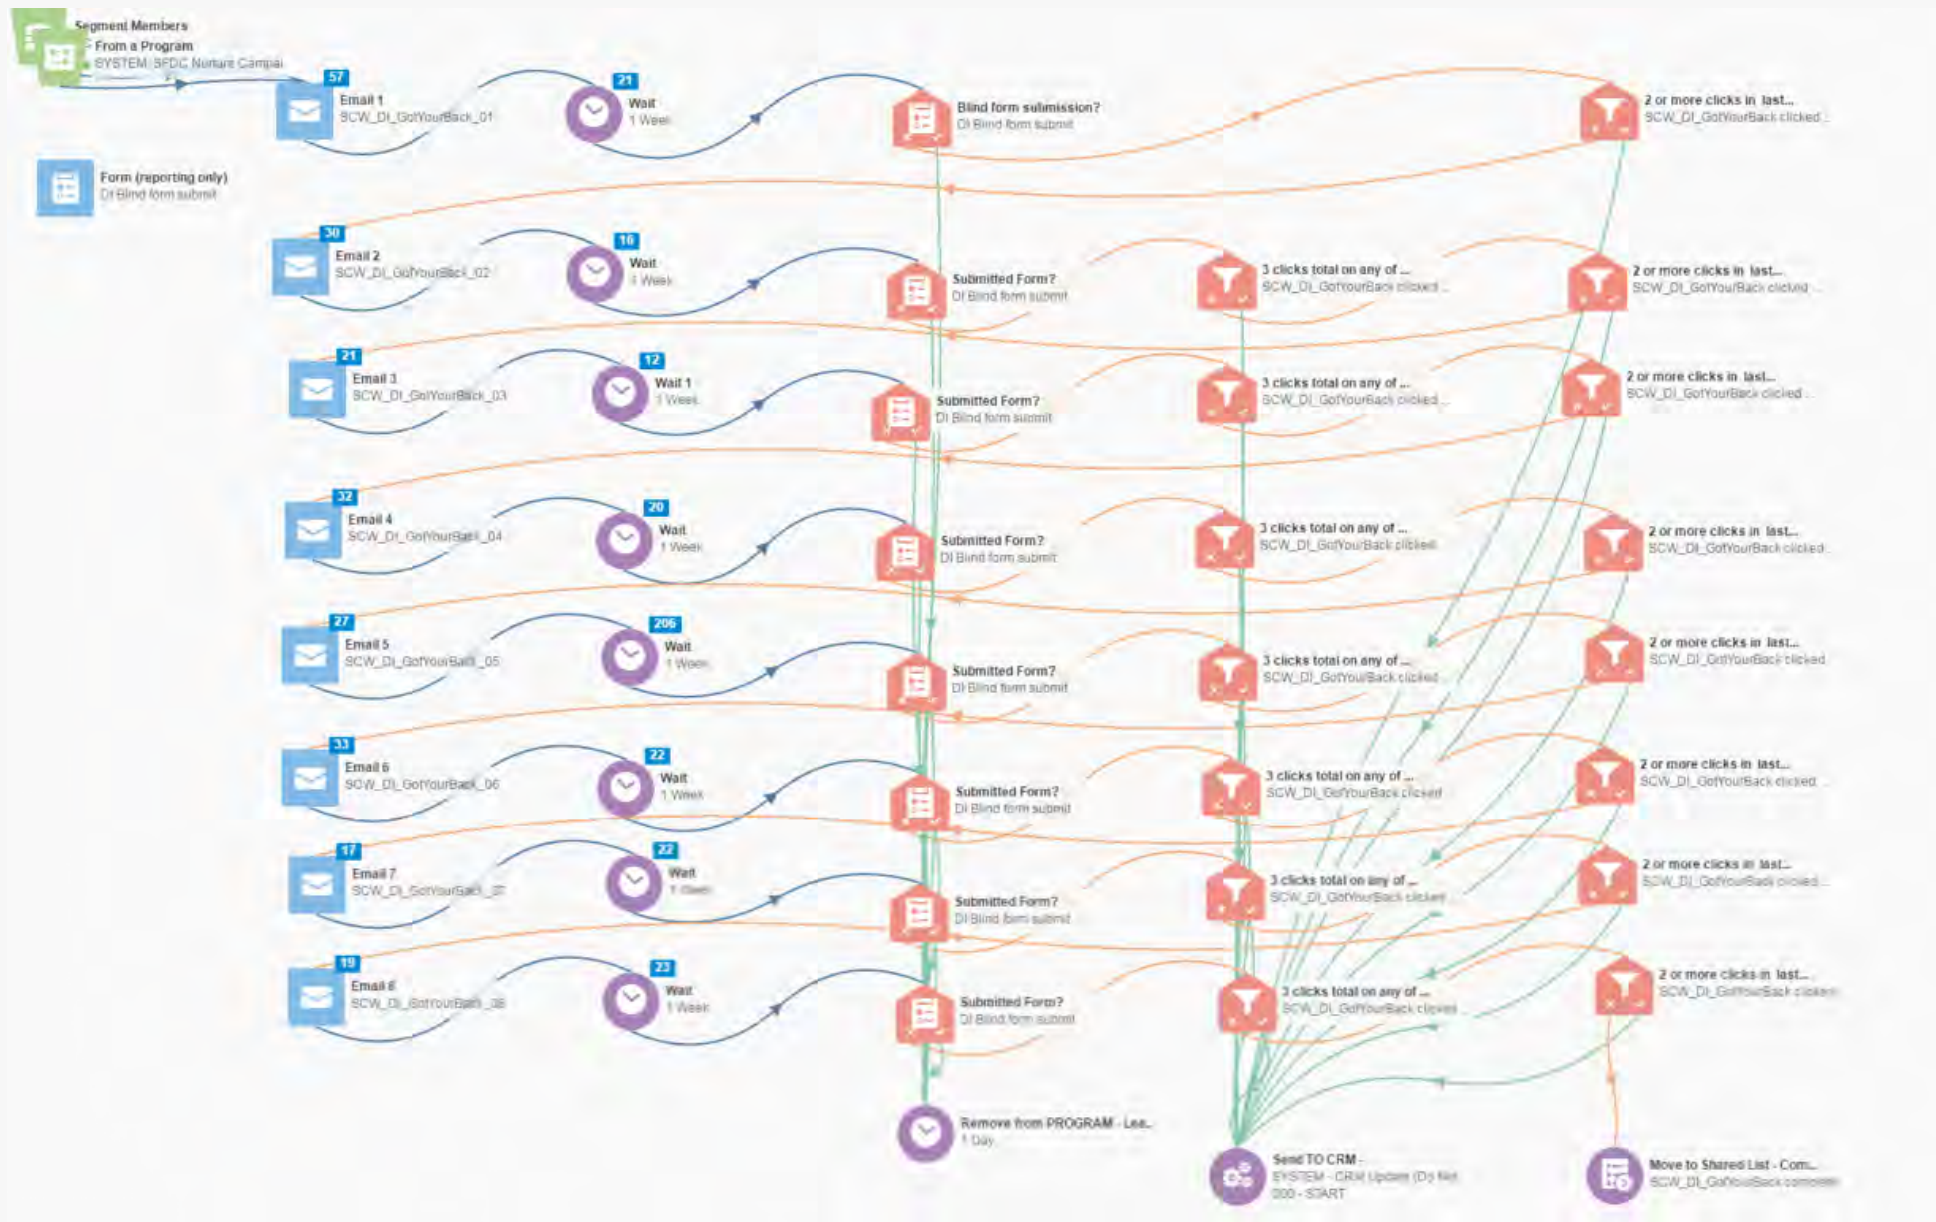 Segment Members
From a Program
SYSTEM: SFDC Nurture Campai
57
Email 1
SCW_DI_GotYourBack_01
21
Wait
1 Week
Blind form sulimission?
DI Blind form submit
2 or more clicks in last...
SCW_DI_GotYourBack clicked ...
Form (reporting only)
DI Blind form submit
30
Email 2
SCW_DI_GotYourBack_02
16
Wait
1 Week
Submitted Form?
DI Blind form submit
3 clicks total on any of ...
SCW_DI_GotYourBack clicked ...
2 or more clicks in last...
SCW_DI_GotYourBack clicked ...
21
Email 3
SCW_DI_GotYourBack_03
12
Wait 1
1 Week
Submitted Form?
DI Blind form submit
3 clicks total on any of ...
SCW_DI_GotYourBack clicked ...
2 or more clicks in last...
SCW_DI_GotYourBack clicked ...
32
Email 4
SCW_DI_GotYourBack_04
20
Wait
1 Week
Submitted Form?
DI Blind form submit
3 clicks total on any of ...
SCW_DI_GotYourBack clicked
2 or more clicks in last...
SCW_DI_GotYourBack clicked ...
27
Email 5
SCW_DI_GotYourBack_05
206
Wait
1 Week
Submitted Form?
DI Blind form submit
3 clicks total on any of ...
SCW_DI_GotYourBack clicked ...
2 or more clicks in last...
SCW_DI_GotYourBack clicked
33
Email 6
SCW_DI_GotYourBack_06
22
Wait
1 Week
Submitted Form?
DI Blind form submit
3 clicks total on any of ...
SCW_DI_GotYourBack clicked
2 or more clicks in last...
SCW_DI_GotYourBack clicked ...
17
Email 7
SCW_DI_GotYourBack_07
22
Wait
1 Week
Submitted Form?
DI Blind form submit
3 clicks total on any of ...
SCW_DI_GotYourBack clicked ...
2 or more clicks in last...
SCW_DI_GotYourBack clicked ...
19
Email 8
SCW_DI_GotYourBack_08
23
Wait
1 Week
Submitted Form?
DI Blind form submit
3 clicks total on any of ...
SCW_DI_GotYourBack clicked ...
2 or more clicks in last...
SCW_DI_GotYourBack clicked
Remove from PROGRAM - Lea...
1 Day
Send TO CRM -
SYSTEM - CRM Update (Do Not
000 - START
Move to Shared List - Com...
SCW_DI_GotYourBack complete